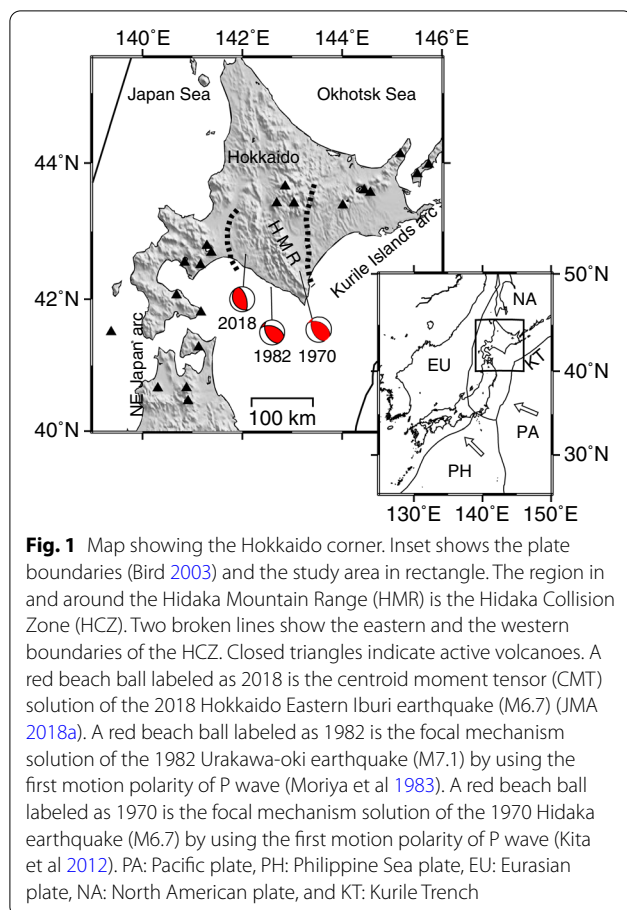 140˚E
142˚E
144˚E
146˚E
Japan Sea
Okhotsk Sea
44˚N
Hokkaido
HMR
Kurile Islands arc
42˚N
2018
1982
1970
NE Japan arc
100 km
40˚N
50˚N
NA
EU
KT
40˚N
PA
30˚N
PH
130˚E
140˚E
150˚E
Fig. 1 Map showing the Hokkaido corner. Inset shows the plate
boundaries (Bird 2003) and the study area in rectangle. The region in
and around the Hidaka Mountain Range (HMR) is the Hidaka Collision
Zone (HCZ). Two broken lines show the eastern and the western
boundaries of the HCZ. Closed triangles indicate active volcanoes. A
red beach ball labeled as 2018 is the centroid moment tensor (CMT)
solution of the 2018 Hokkaido Eastern Iburi earthquake (M6.7) (JMA
2018a). A red beach ball labeled as 1982 is the focal mechanism
solution of the 1982 Urakawa-oki earthquake (M7.1) by using the
first motion polarity of P wave (Moriya et al 1983). A red beach ball
labeled as 1970 is the focal mechanism solution of the 1970 Hidaka
earthquake (M6.7) by using the first motion polarity of P wave (Kita
et al 2012). PA: Pacific plate, PH: Philippine Sea plate, EU: Eurasian
plate, NA: North American plate, and KT: Kurile Trench